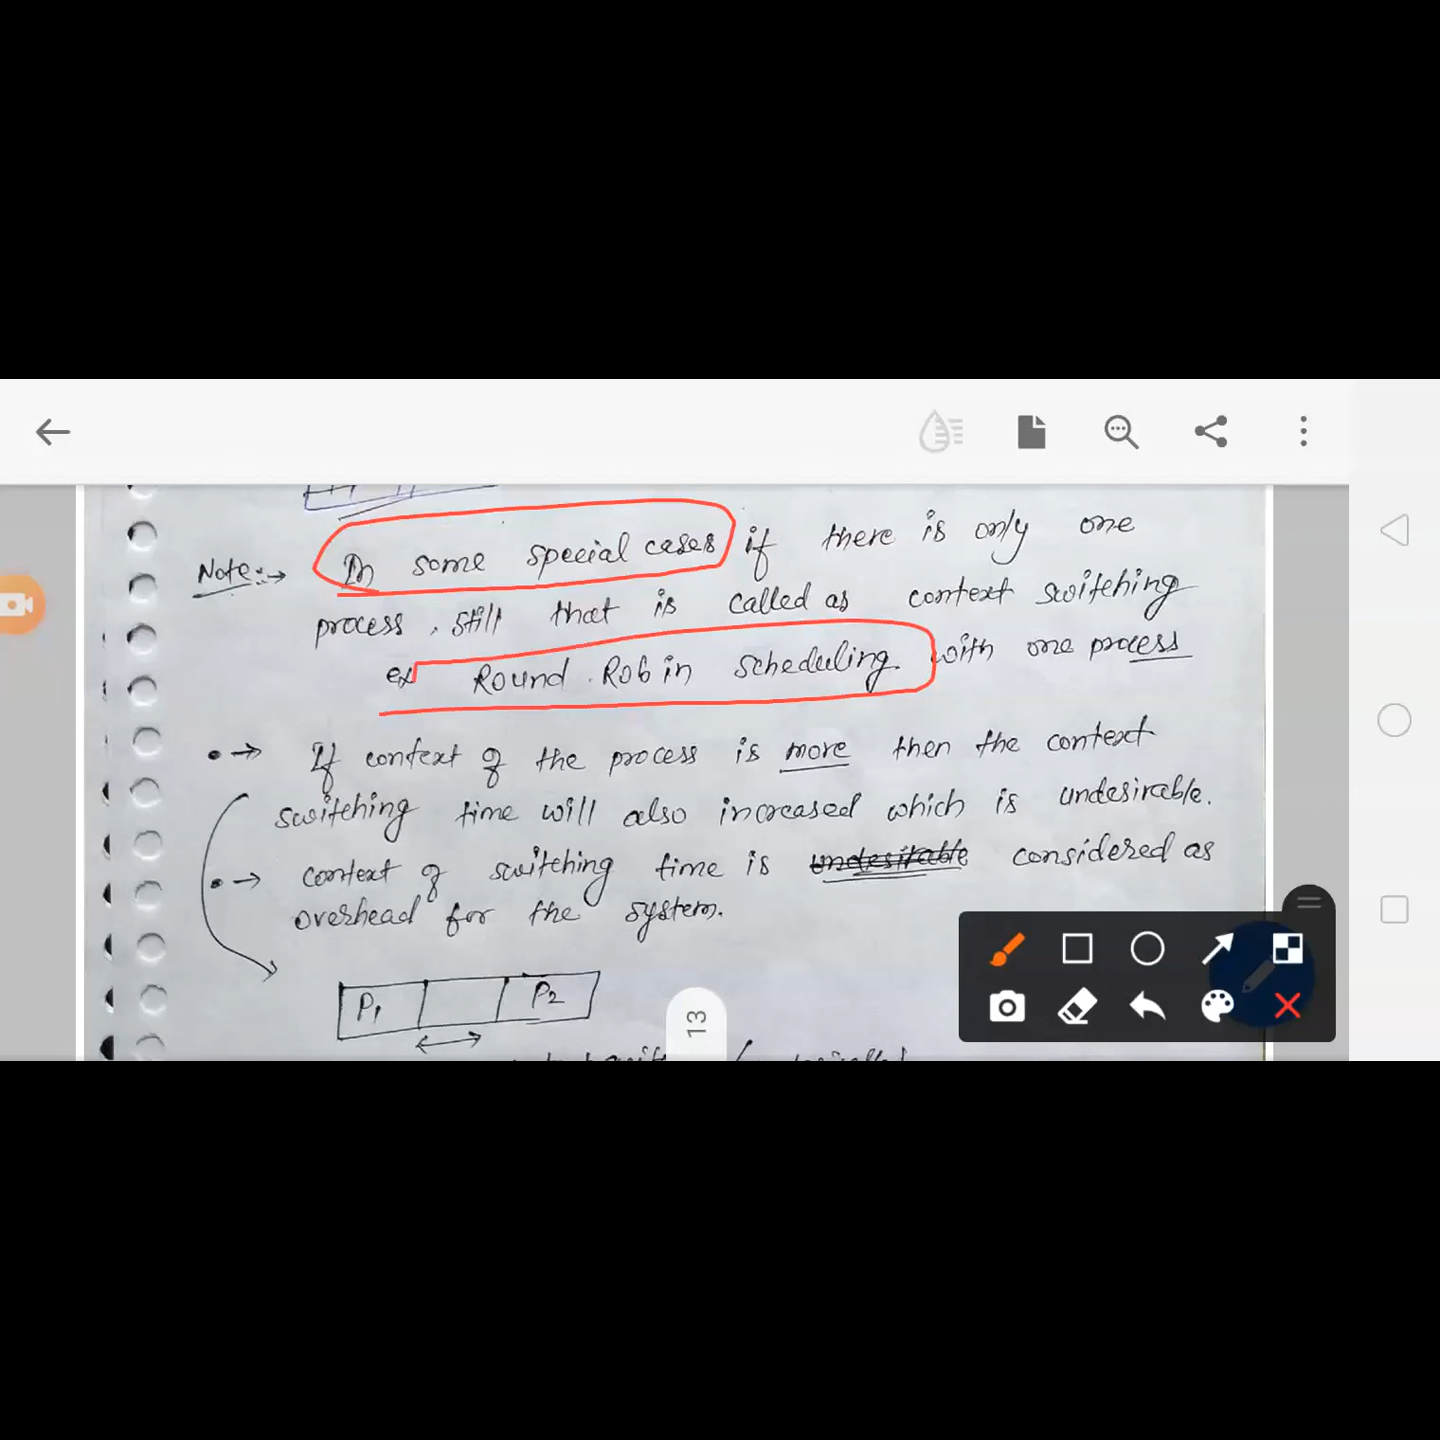 Note:→ In some special cases if there is only one
process, still that is called as context switching
ex Round Robin scheduling. with one process
•→ If context of the process is more then the context
switching time will also increased which is undesirable.
•→ context of switching time is undesirable considered as
overhead for the system.
P1 P2
13